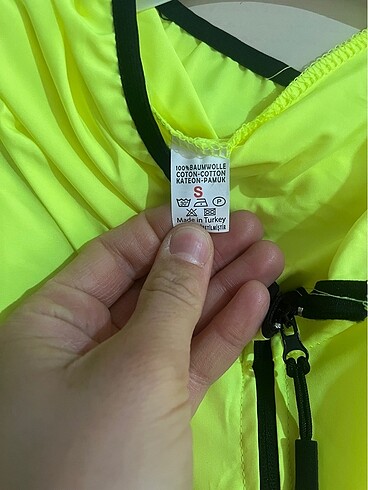 100%BAUMWOLLE
COTON-COTTON
KATEON-PAMUK
S
P
Made in Turkey